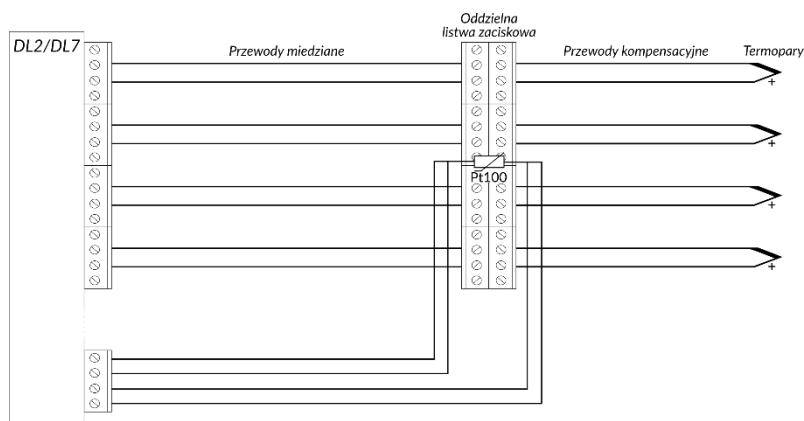 Oddzielna
listwa zaciskowa
DL2/DL7
Przewody miedziane
Przewody kompensacyjne
Termopary
+
+
Pt100
+
+